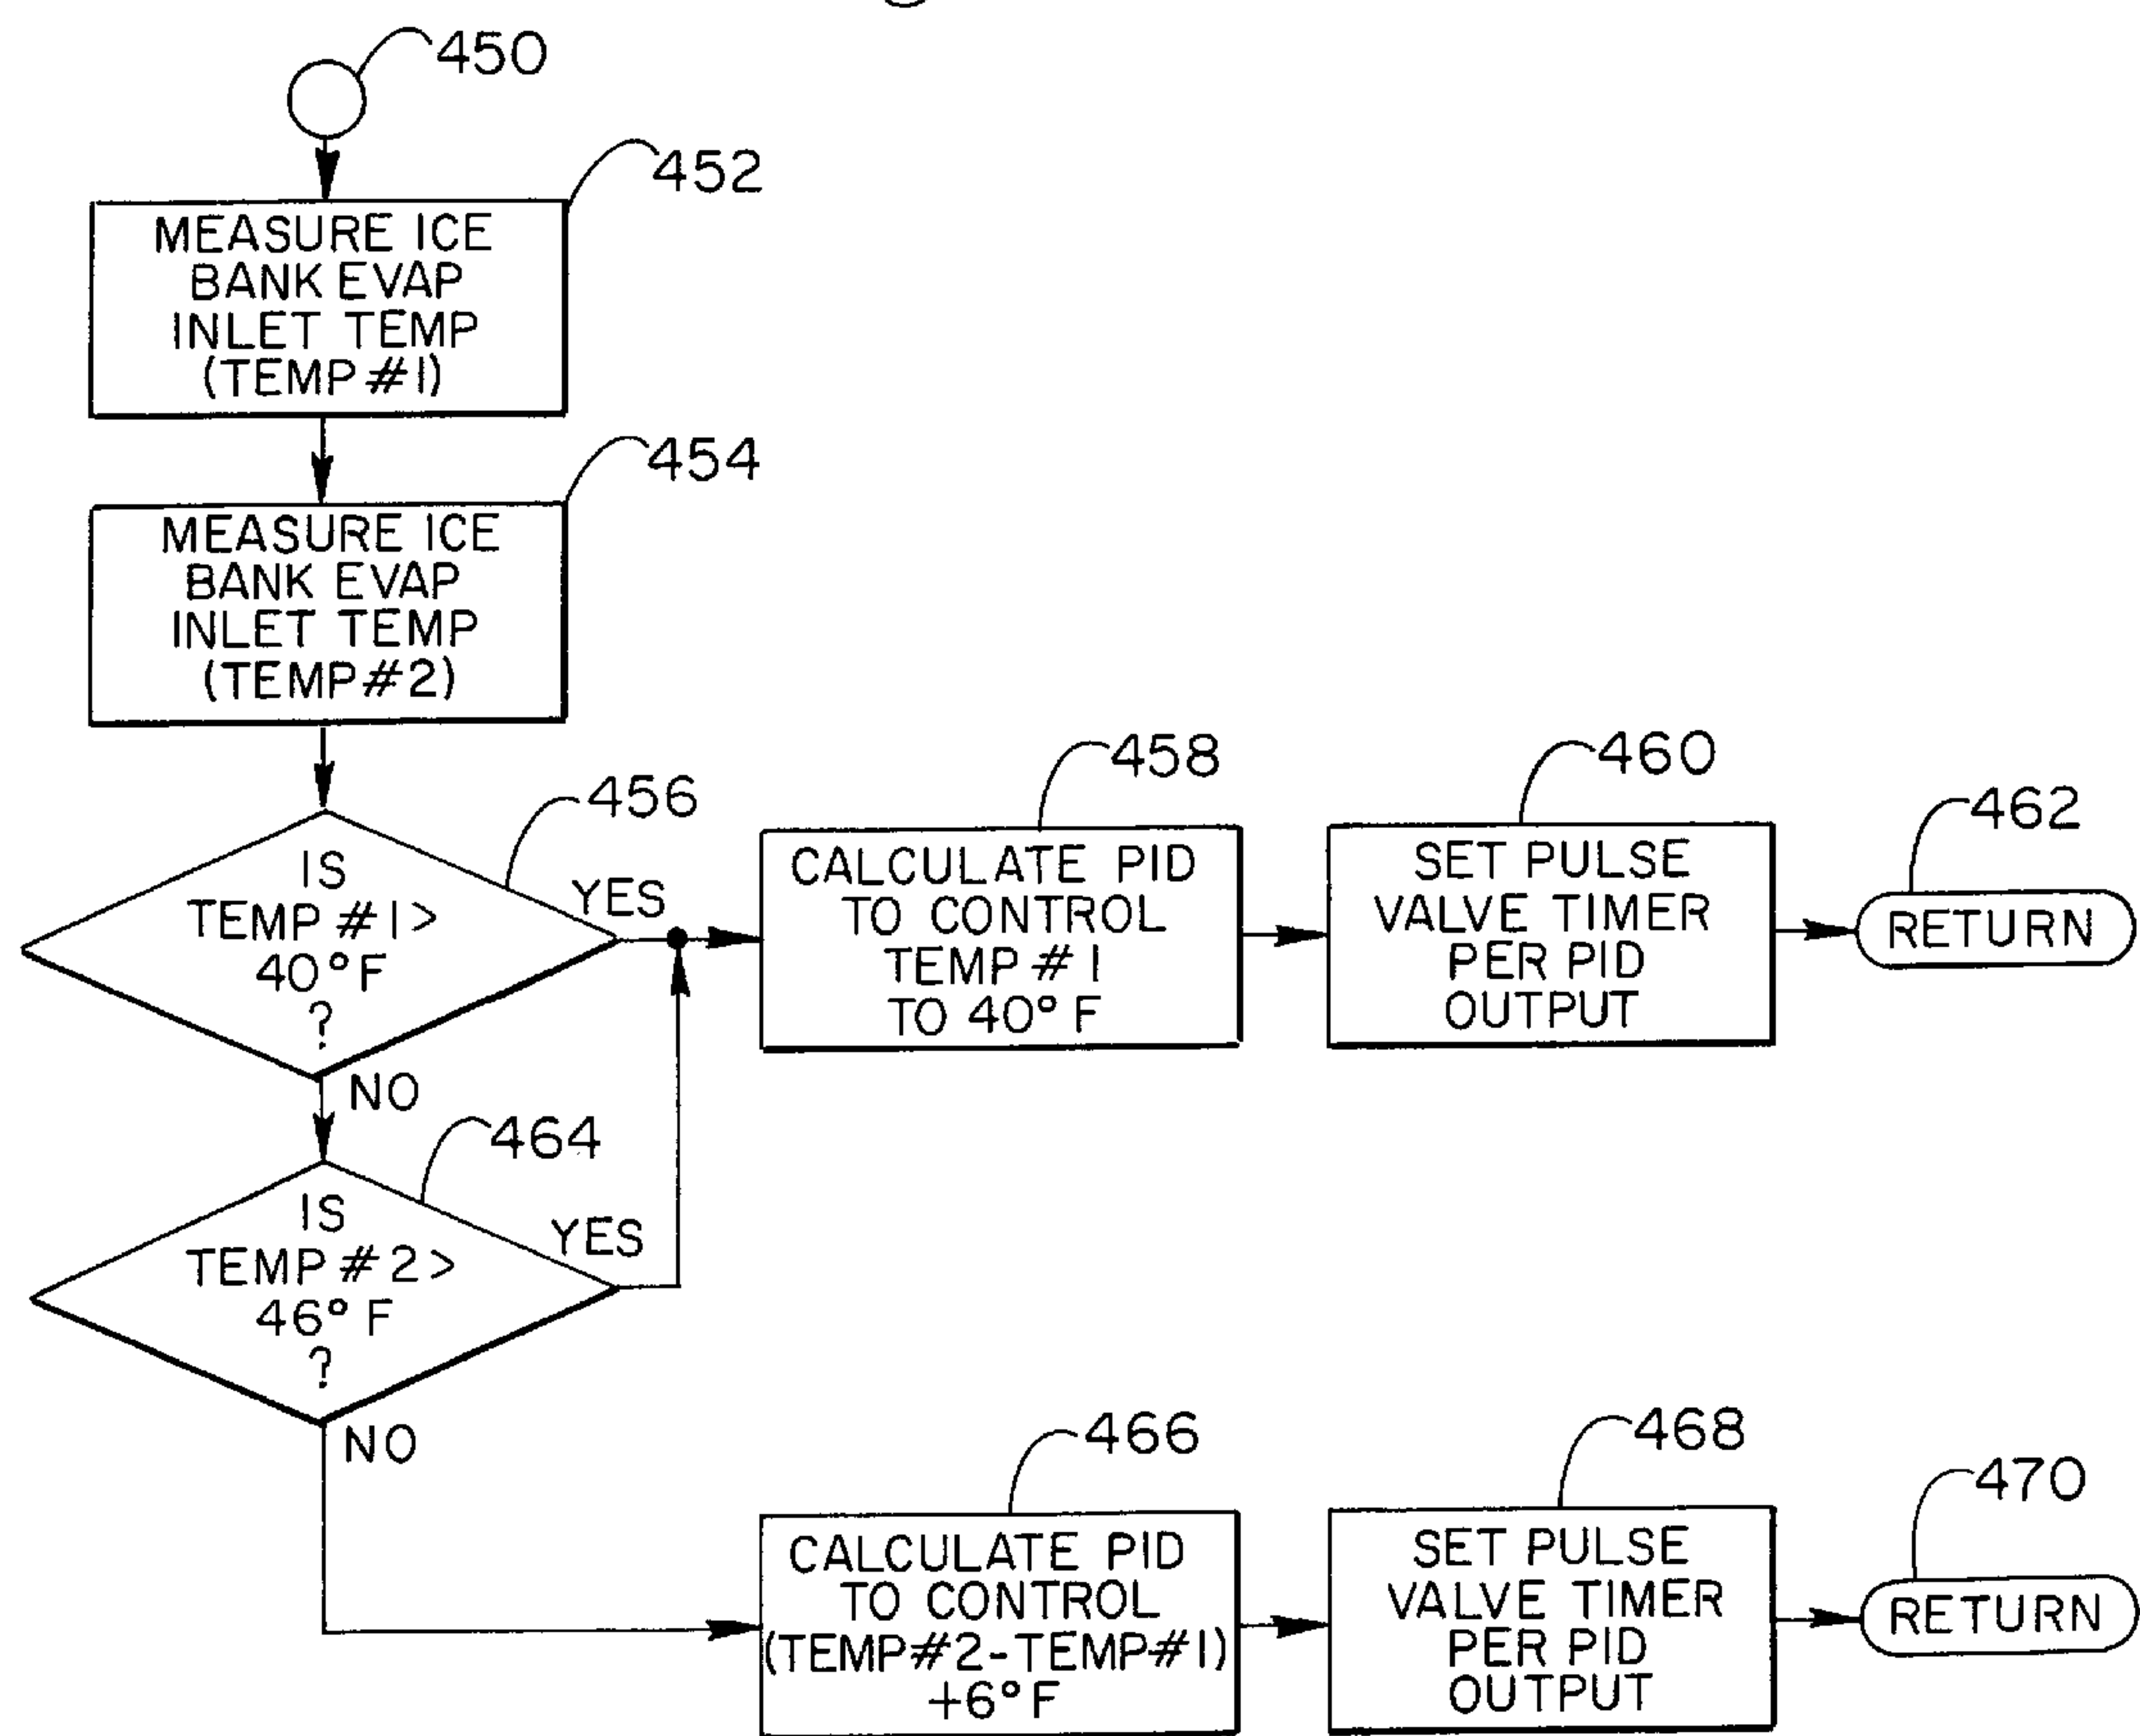 450
452
MEASURE ICE
BANK EVAP
INLET TEMP
(TEMP #1)
454
MEASURE ICE
BANK EVAP
INLET TEMP
(TEMP #2)
456
IS
TEMP #1>
40°F
?
YES
NO
458
CALCULATE PID
TO CONTROL
TEMP #1
TO 40°F
460
SET PULSE
VALVE TIMER
PER PID
OUTPUT
462
RETURN
464
IS
TEMP #2>
46°F
?
YES
NO
466
CALCULATE PID
TO CONTROL
(TEMP#2-TEMP#1)
+6°F
468
SET PULSE
VALVE TIMER
PER PID
OUTPUT
470
RETURN